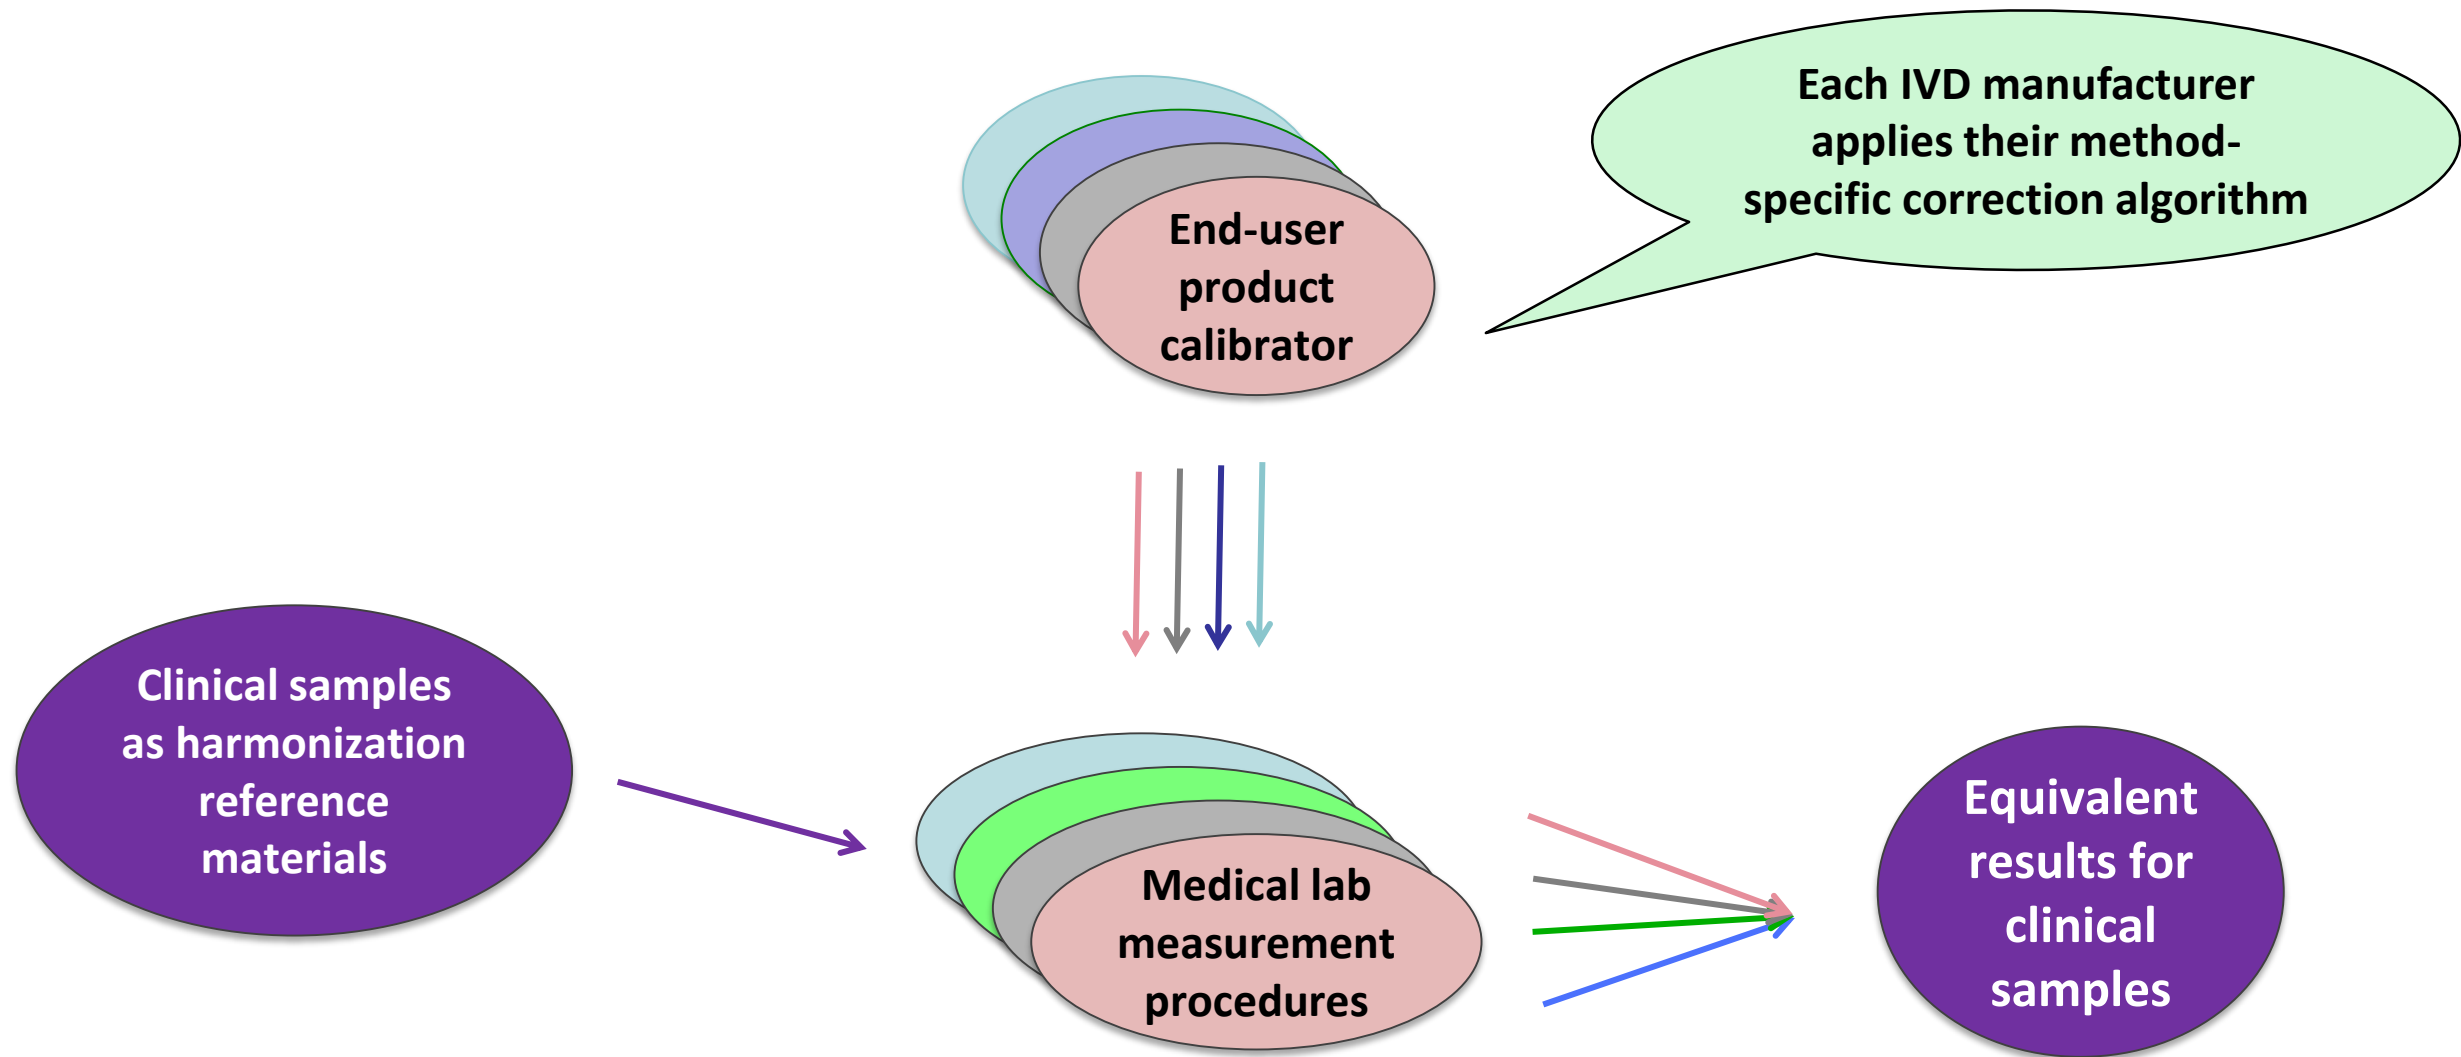 Each IVD manufacturer
applies their method-
specific correction algorithm
End-user
product
calibrator
Clinical samples
as harmonization
reference
materials
Medical lab
measurement
procedures
Equivalent
results for
clinical
samples